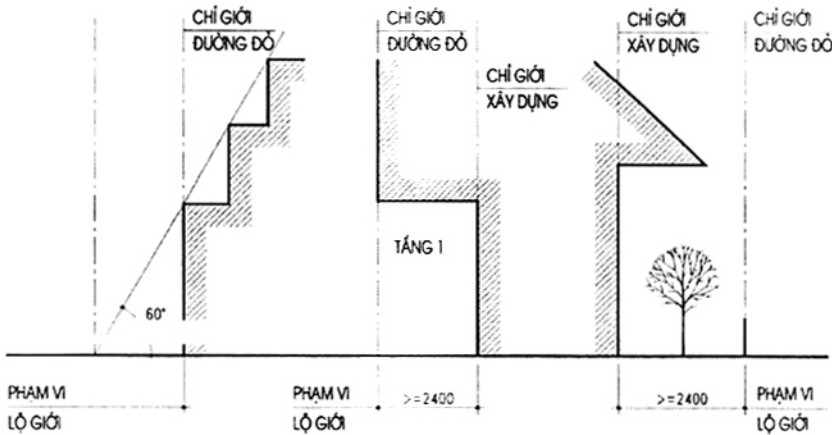 CHỈ GIỚI
ĐƯỜNG ĐỎ
CHỈ GIỚI
ĐƯỜNG ĐỎ
CHỈ GIỚI
XÂY DỰNG
CHỈ GIỚI
XÂY DỰNG
CHỈ GIỚI
ĐƯỜNG ĐỎ
TẦNG 1
60°
PHẠM VI
LỘ GIỚI
PHẠM VI
LỘ GIỚI
>=2400
>=2400
PHẠM VI
LỘ GIỚI